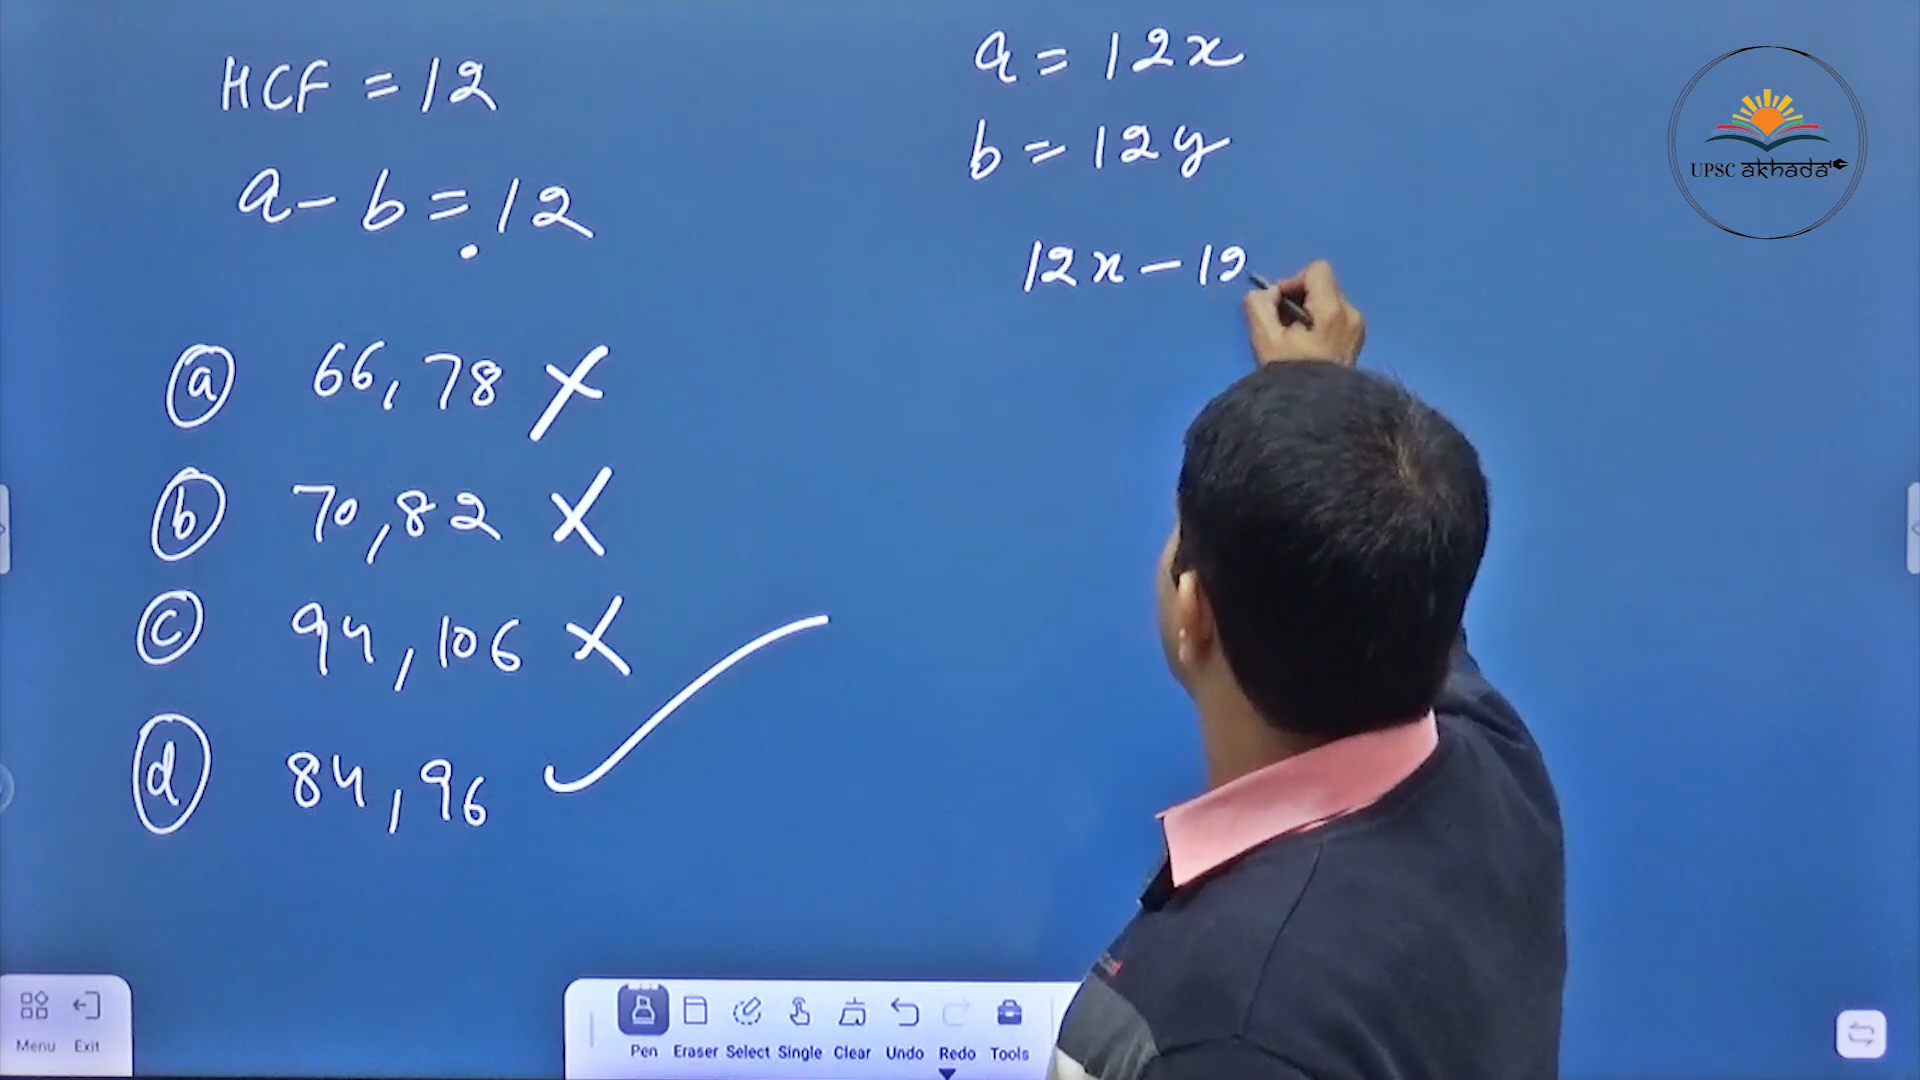 HCF = 12
a - b = 12
ⓐ 66, 78 ✗
ⓑ 70, 82 ✗
ⓒ 94, 106 ✗
ⓓ 84, 96 ✓
a = 12x
b = 12y
12x - 12
UPSC akhada
Menu Exit
Pen Eraser Select Single Clear Undo Redo Tools